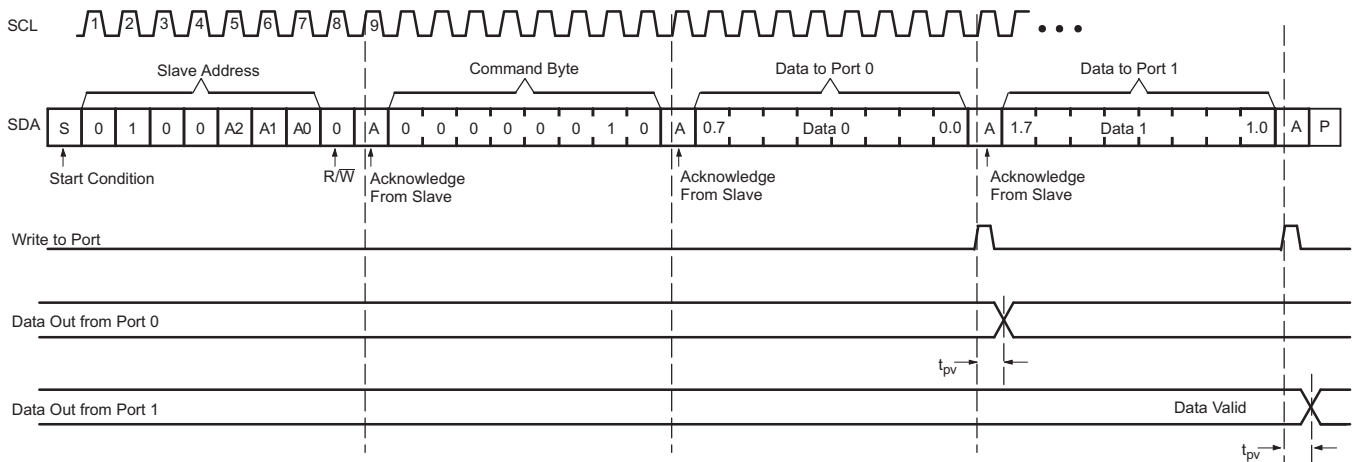 SCL 1 2 3 4 5 6 7 8 9
Slave Address Command Byte Data to Port 0 Data to Port 1
SDA S 0 1 0 0 A2 A1 A0 0 A 0 0 0 0 0 0 1 0 A 0.7 Data 0 0.0 A 1.7 Data 1 1.0 A P
Start Condition R/W̅ Acknowledge From Slave Acknowledge From Slave Acknowledge From Slave
Write to Port
Data Out from Port 0
tpv
Data Out from Port 1 Data Valid
tpv